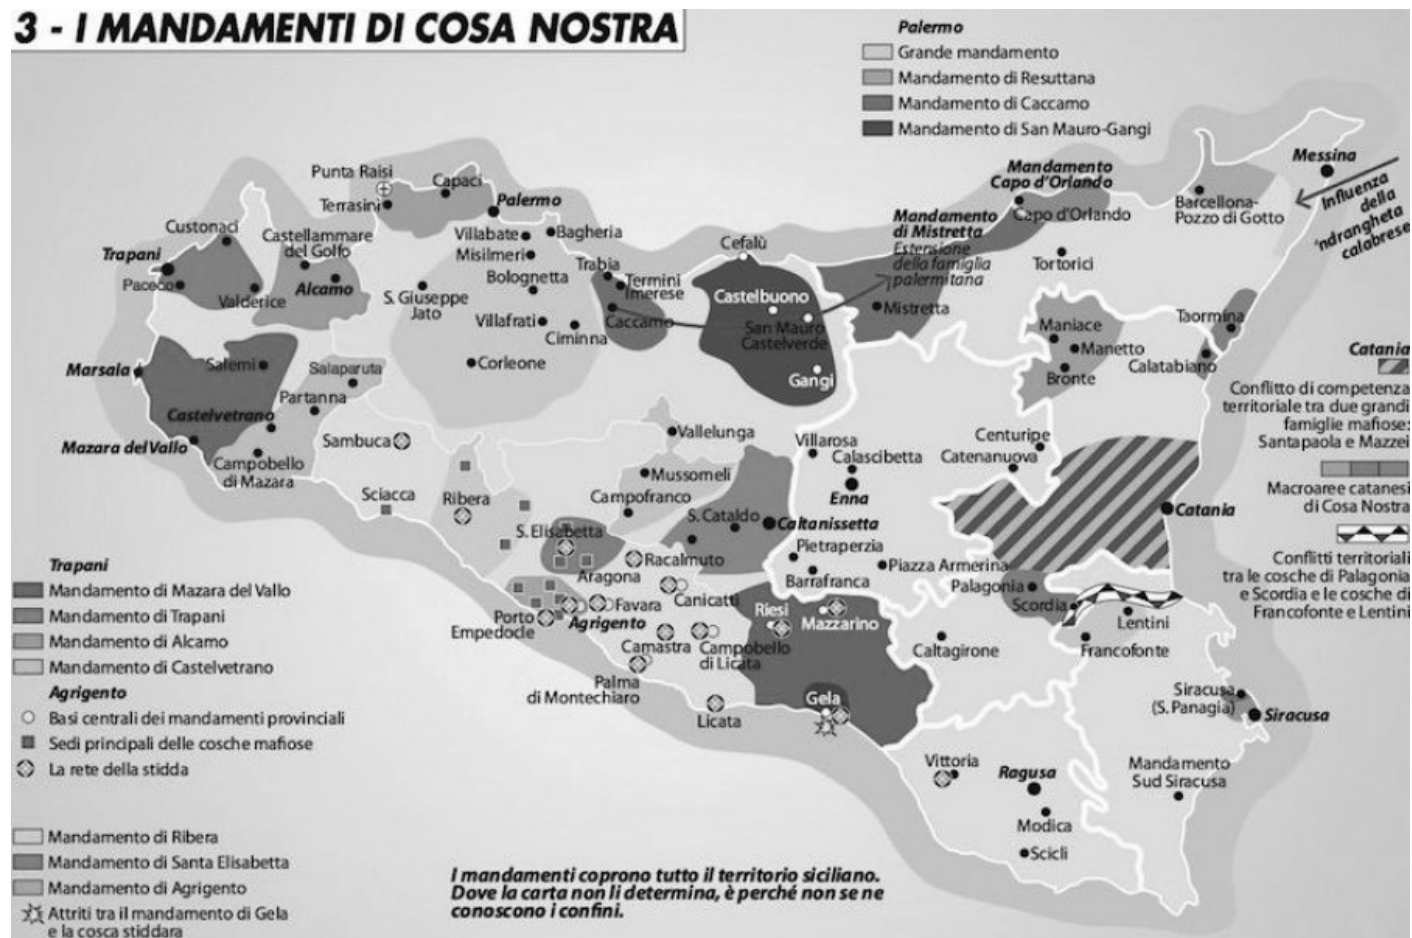 3 - I MANDAMENTI DI COSA NOSTRA
Palermo
Grande mandamento
Mandamento di Resuttana
Mandamento di Caccamo
Mandamento di San Mauro-Gangi
Messina
Influenza
della
'ndrangheta
calabrese
Mandamento
Capo d'Orlando
Capo d'Orlando
Barcellona-
Pozzo di Gotto
Mandamento
di Mistretta
Estensione
della famiglia
palermitana
Tortorici
Mistretta
Punta Raisi
Capaci
Terrasini
Palermo
Custonaci
Castellammare
del Golfo
Villabate
Bagheria
Misilmeri
Cefalù
Trapani
Paceco
Valderice
Alcamo
S. Giuseppe
Jato
Bolognetta
Trabia
Termini
Imerese
Caccamo
Villafrati
Ciminna
Corleone
Castelbuono
San Mauro
Castelverde
Gangi
Maniace
Manetto
Bronte
Taormina
Calatabiano
Marsala
Salemi
Salaparuta
Partanna
Castelvetrano
Mazara del Vallo
Campobello
di Mazara
Sambuca
Sciacca
Ribera
Vallelunga
Mussomeli
Campofranco
Villarosa
Calascibetta
Enna
Centuripe
Catenanuova
Catania
Conflitto di competenza
territoriale tra due grandi
famiglie mafiose:
Santapaola e Mazzei
Macroaree catanesi
di Cosa Nostra
Conflitti territoriali
tra le cosche di Palagonia
e Scordia e le cosche di
Francofonte e Lentini
Catania
S. Elisabetta
S. Cataldo
Caltanissetta
Racalmuto
Aragona
Pietraperzia
Barrafranca
Piazza Armerina
Palagonia
Scordia
Lentini
Francofonte
Caltagirone
Porto
Empedocle
Agrigento
Favara
Canicattì
Camastra
Campobello
di Licata
Riesi
Mazzarino
Palma
di Montechiaro
Licata
Gela
Siracusa
(S. Panagia)
Siracusa
Vittoria
Ragusa
Mandamento
Sud Siracusa
Modica
Scicli
Trapani
Mandamento di Mazara del Vallo
Mandamento di Trapani
Mandamento di Alcamo
Mandamento di Castelvetrano
Agrigento
Basi centrali dei mandamenti provinciali
Sedi principali delle cosche mafiose
La rete della stidda
Mandamento di Ribera
Mandamento di Santa Elisabetta
Mandamento di Agrigento
Attriti tra il mandamento di Gela
e la cosca stiddara
I mandamenti coprono tutto il territorio siciliano.
Dove la carta non li determina, è perché non se ne
conoscono i confini.